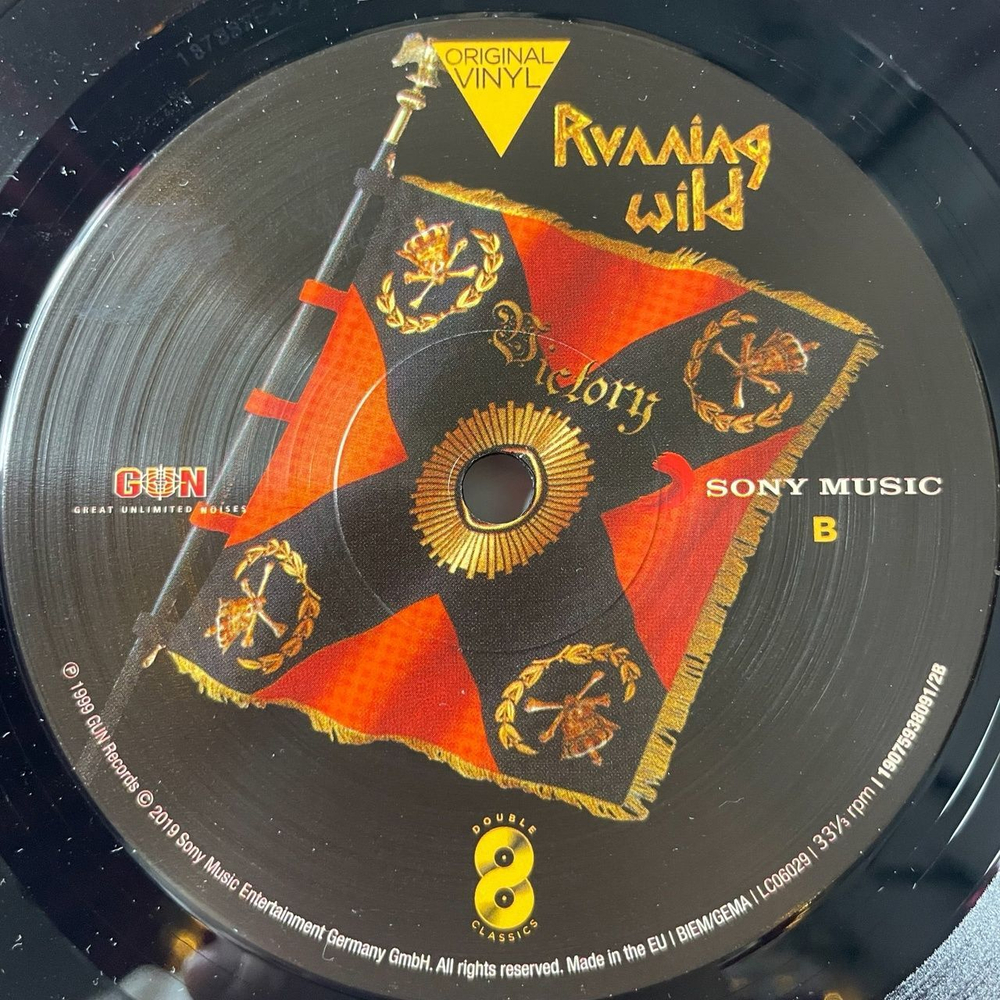 ORIGINAL
VINYL
Running
wild
Victory
GUN
GREAT UNLIMITED NOISES
SONY MUSIC
B
DOUBLE
CLASSICS
℗ 1999 GUN Records © 2019 Sony Music Entertainment Germany GmbH. All rights reserved. Made in the EU | BIEM/GEMA | LC06029 | 33⅓ rpm | 19075938091/2B